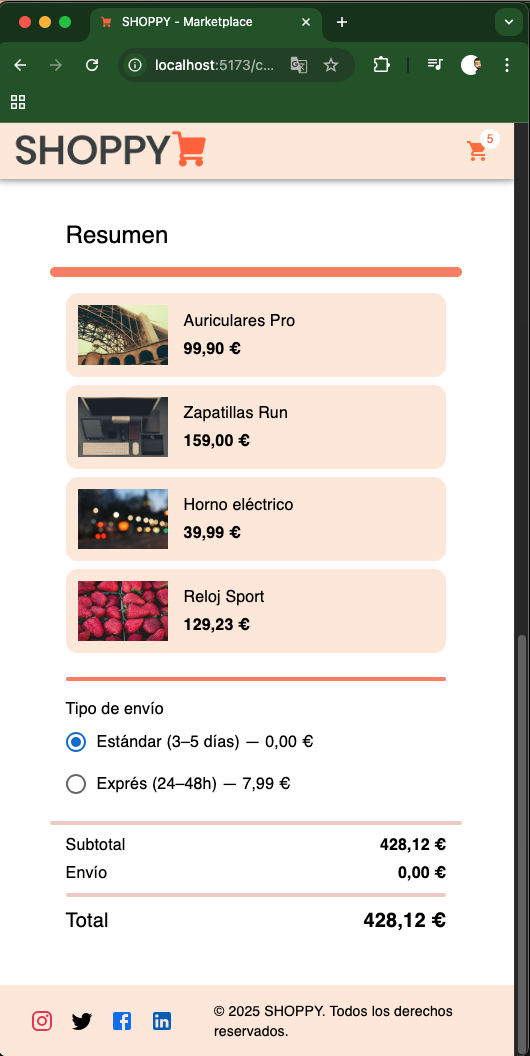 SHOPPY - Marketplace
localhost:5173/c...
SHOPPY
5
Resumen
Auriculares Pro
99,90 €
Zapatillas Run
159,00 €
Horno eléctrico
39,99 €
Reloj Sport
129,23 €
Tipo de envío
Estándar (3–5 días) — 0,00 €
Exprés (24–48h) — 7,99 €
Subtotal 428,12 €
Envío 0,00 €
Total 428,12 €
© 2025 SHOPPY. Todos los derechos
reservados.